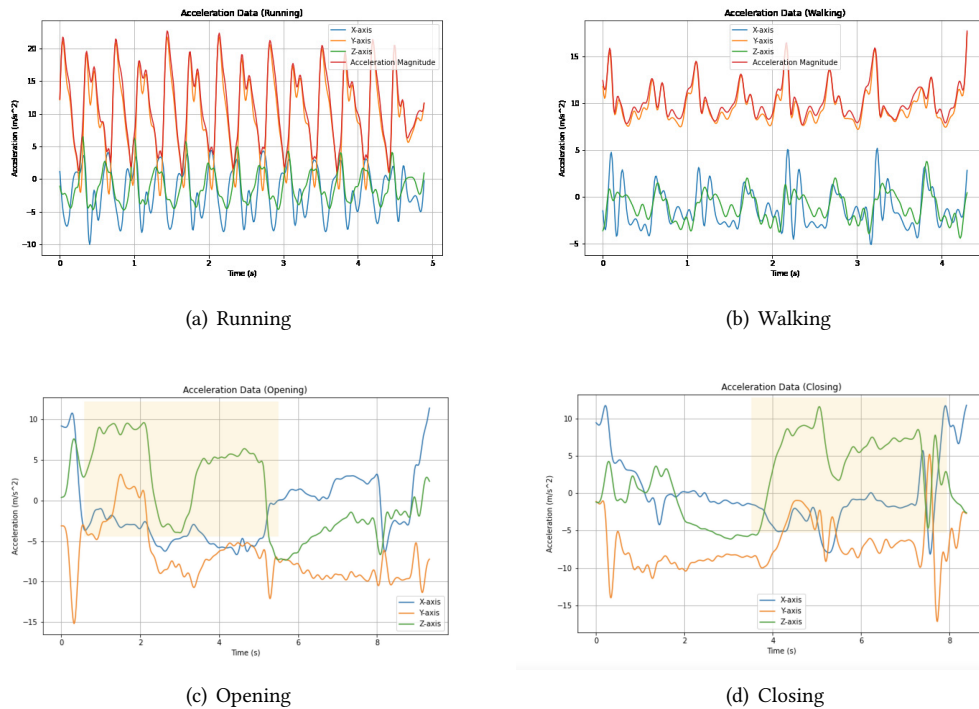 Acceleration Data (Running)
X-axis
Y-axis
Z-axis
Acceleration Magnitude
20
15
10
5
0
−5
−10
Acceleration (m/s^2)
0
1
2
3
4
5
Time (s)
(a) Running
Acceleration Data (Walking)
X-axis
Y-axis
Z-axis
Acceleration Magnitude
15
10
5
0
−5
Acceleration (m/s^2)
0
1
2
3
4
Time (s)
(b) Walking
Acceleration Data (Opening)
10
5
0
−5
−10
−15
Acceleration (m/s^2)
X-axis
Y-axis
Z-axis
0
2
4
6
8
Time (s)
(c) Opening
Acceleration Data (Closing)
10
5
0
−5
−10
−15
Acceleration (m/s^2)
X-axis
Y-axis
Z-axis
0
2
4
6
8
Time (s)
(d) Closing